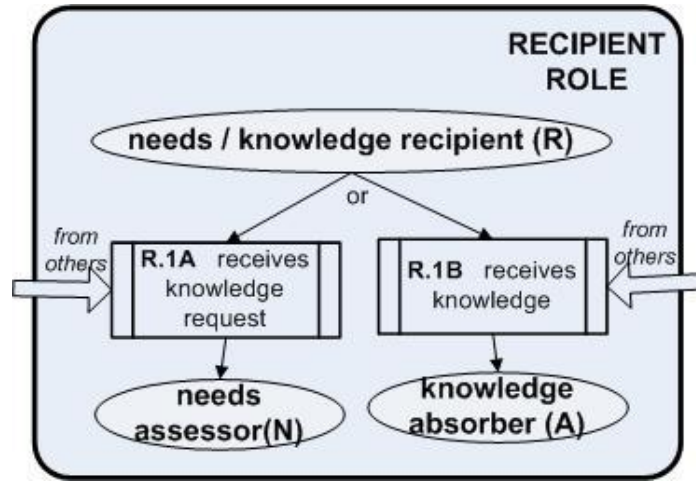 RECIPIENT
ROLE
needs / knowledge recipient (R)
or
from
others
R.1A receives
knowledge
request
R.1B receives
knowledge
from
others
needs
assessor(N)
knowledge
absorber (A)